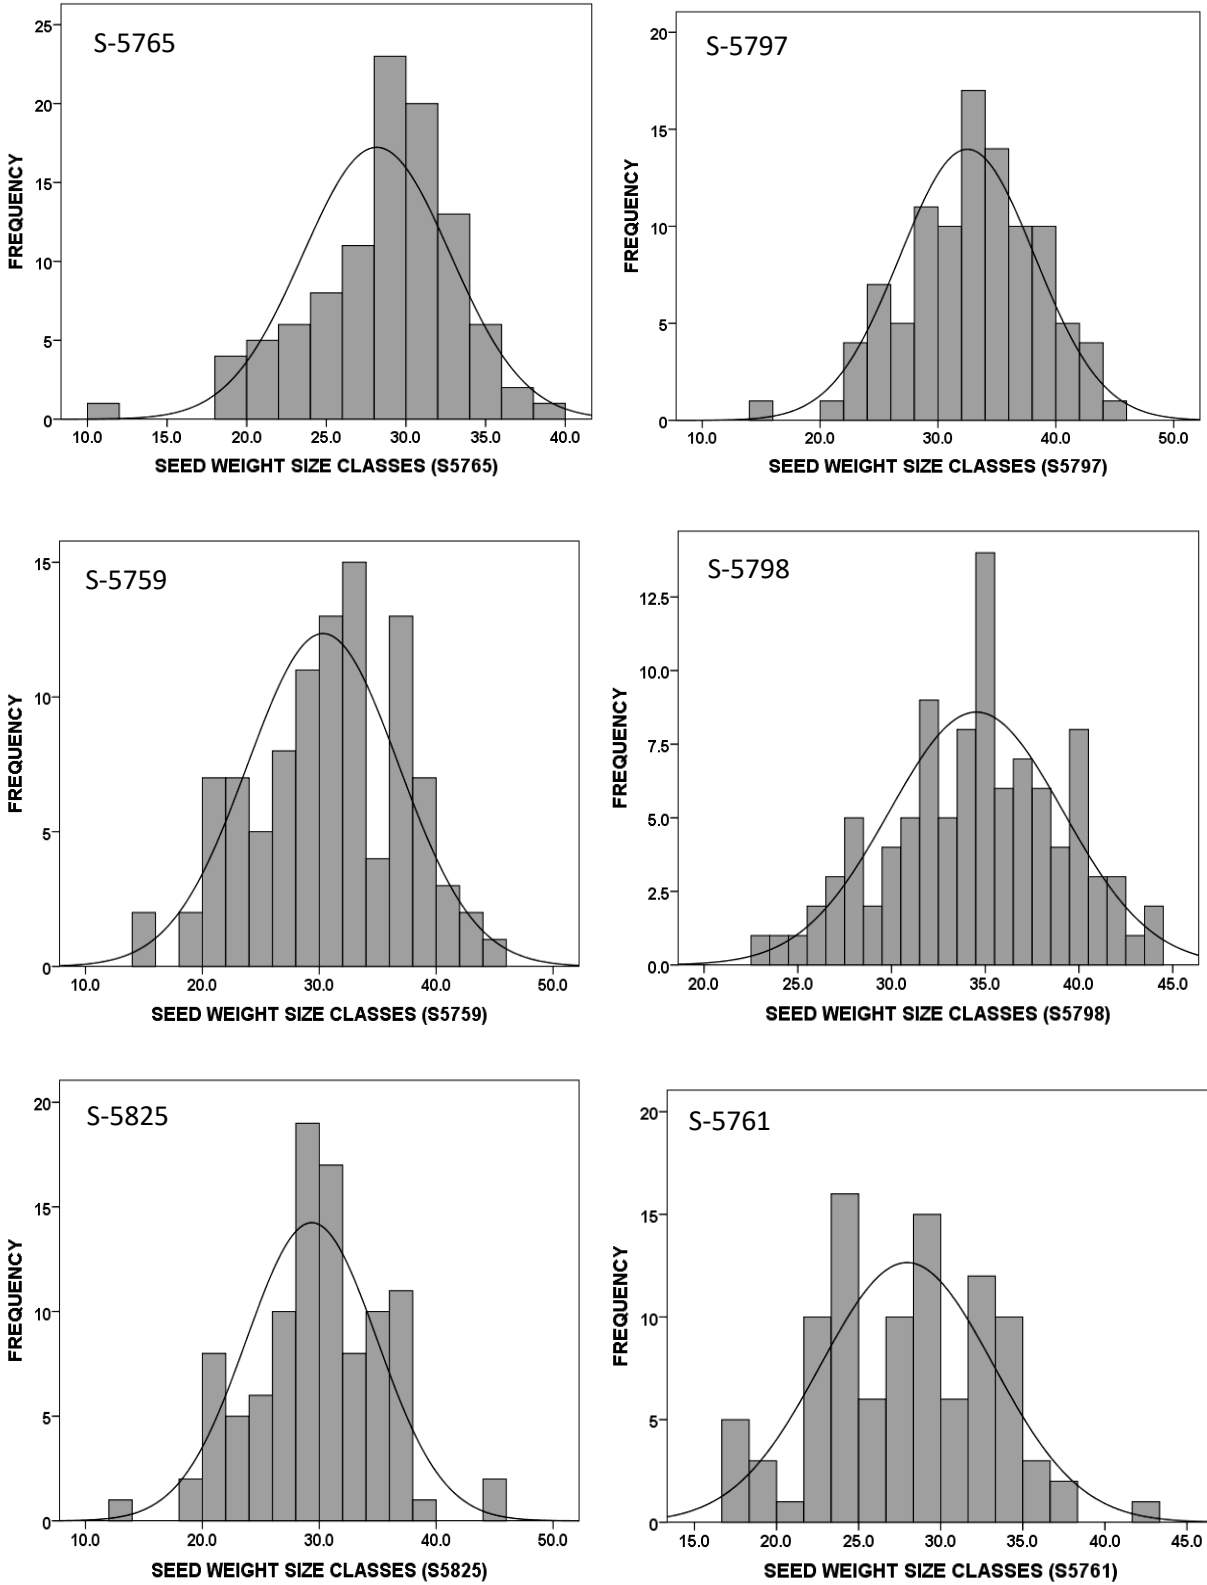 S-5765
FREQUENCY
25
20
15
10
5
0
10.0 15.0 20.0 25.0 30.0 35.0 40.0
SEED WEIGHT SIZE CLASSES (S5765)
S-5797
FREQUENCY
20
15
10
5
0
10.0 20.0 30.0 40.0 50.0
SEED WEIGHT SIZE CLASSES (S5797)
S-5759
FREQUENCY
15
10
5
0
10.0 20.0 30.0 40.0 50.0
SEED WEIGHT SIZE CLASSES (S5759)
S-5798
FREQUENCY
12.5
10.0
7.5
5.0
2.5
0.0
20.0 25.0 30.0 35.0 40.0 45.0
SEED WEIGHT SIZE CLASSES (S5798)
S-5825
FREQUENCY
20
15
10
5
0
10.0 20.0 30.0 40.0 50.0
SEED WEIGHT SIZE CLASSES (S5825)
S-5761
FREQUENCY
20
15
10
5
0
15.0 20.0 25.0 30.0 35.0 40.0 45.0
SEED WEIGHT SIZE CLASSES (S5761)